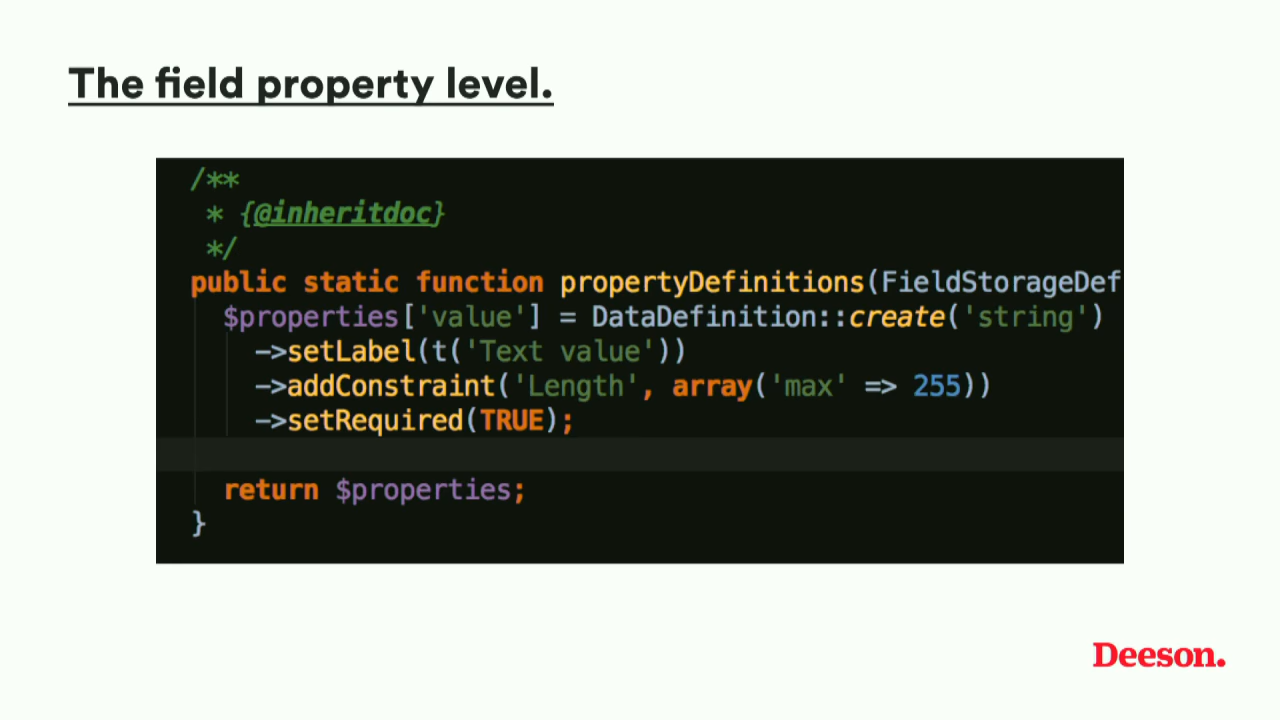 The field property level.
/**
* {@inheritdoc}
*/
public static function propertyDefinitions(FieldStorageDef
$properties['value'] = DataDefinition::create('string')
->setLabel(t('Text value'))
->addConstraint('Length', array('max' => 255))
->setRequired(TRUE);
return $properties;
}
Deeson.